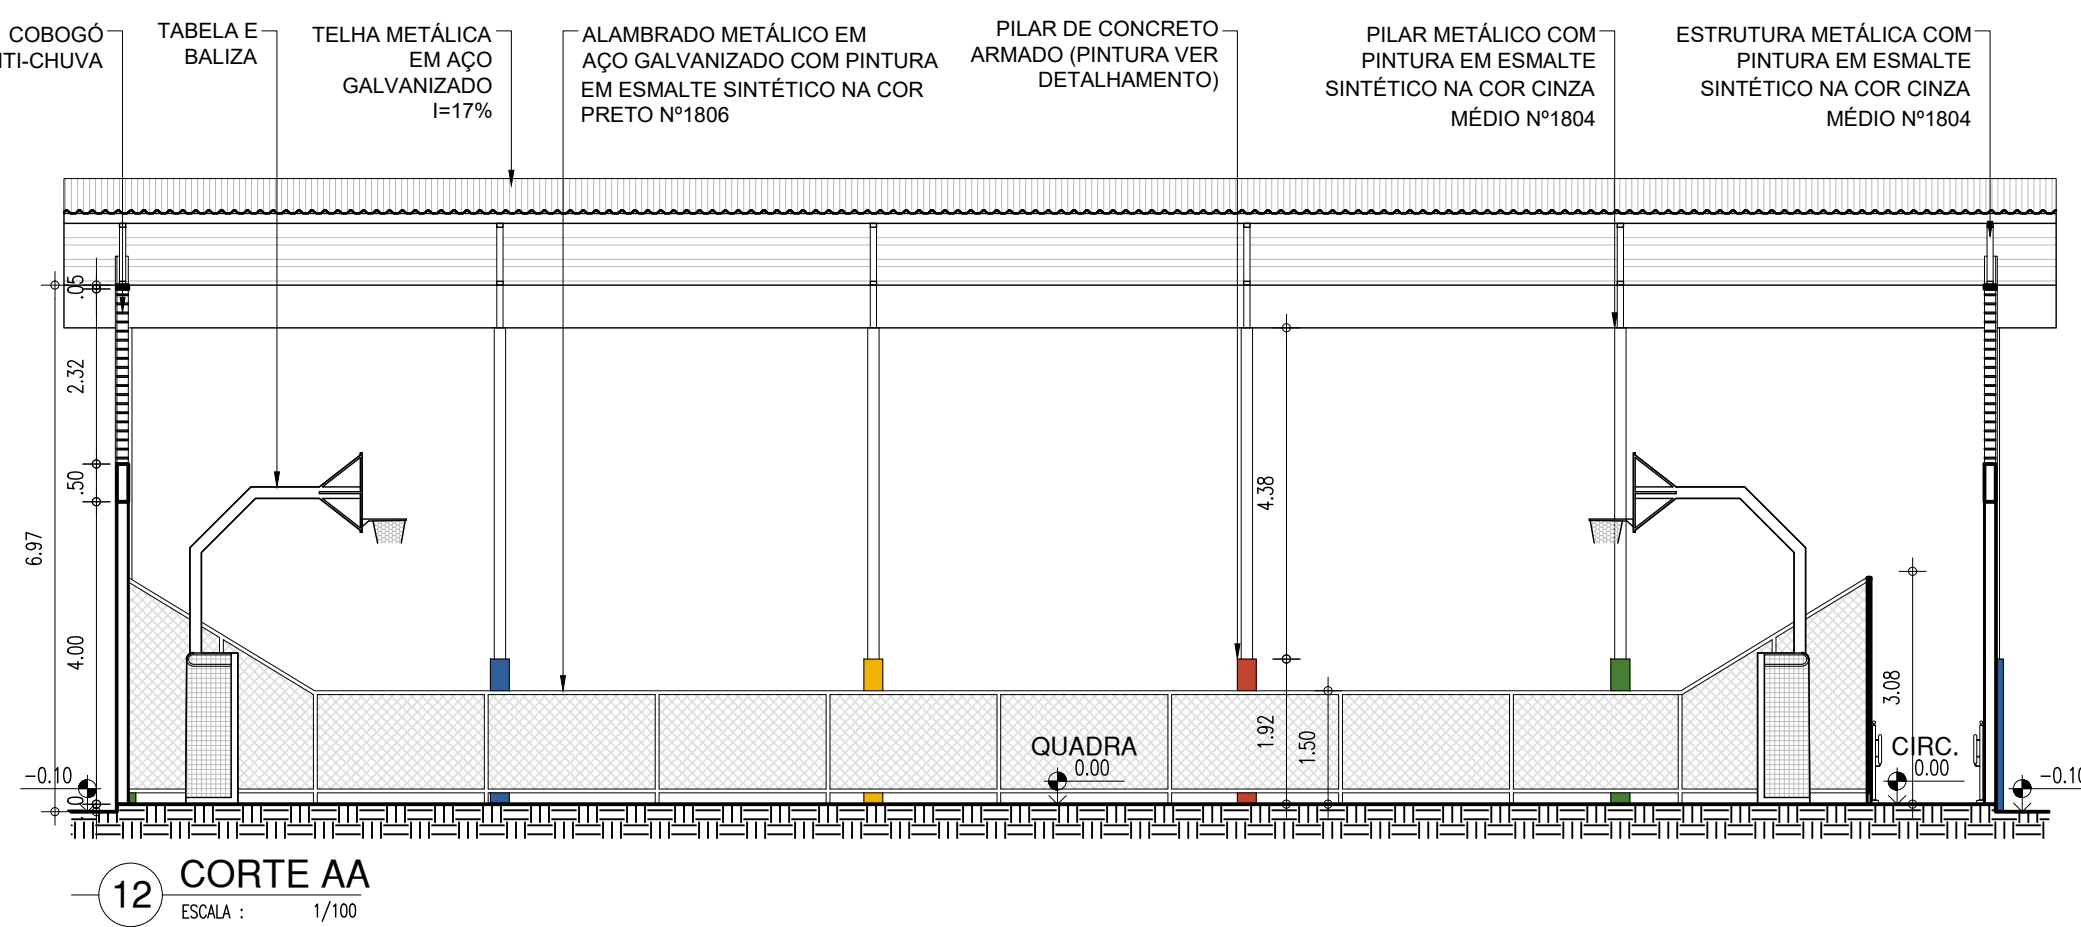 COBOGÓ
TI-CHUVA
TABELA E
BALIZA
TELHA METÁLICA
EM AÇO
GALVANIZADO
I=17%
ALAMBRADO METÁLICO EM
AÇO GALVANIZADO COM PINTURA
EM ESMALTE SINTÉTICO NA COR
PRETO Nº1806
PILAR DE CONCRETO
ARMADO (PINTURA VER
DETALHAMENTO)
PILAR METÁLICO COM
PINTURA EM ESMALTE
SINTÉTICO NA COR CINZA
MÉDIO Nº1804
ESTRUTURA METÁLICA COM
PINTURA EM ESMALTE
SINTÉTICO NA COR CINZA
MÉDIO Nº1804
.05
2.32
.50
6.97
4.00
-0.10
4.38
1.92
1.50
QUADRA
0.00
3.08
CIRC.
0.00
-0.10
12
CORTE AA
ESCALA : 1/100